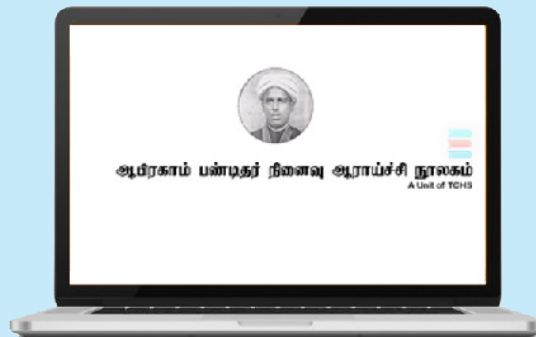 ஆபிரகாம் பண்டிதர் நினைவு ஆராய்ச்சி நூலகம்
A Unit of TCHS